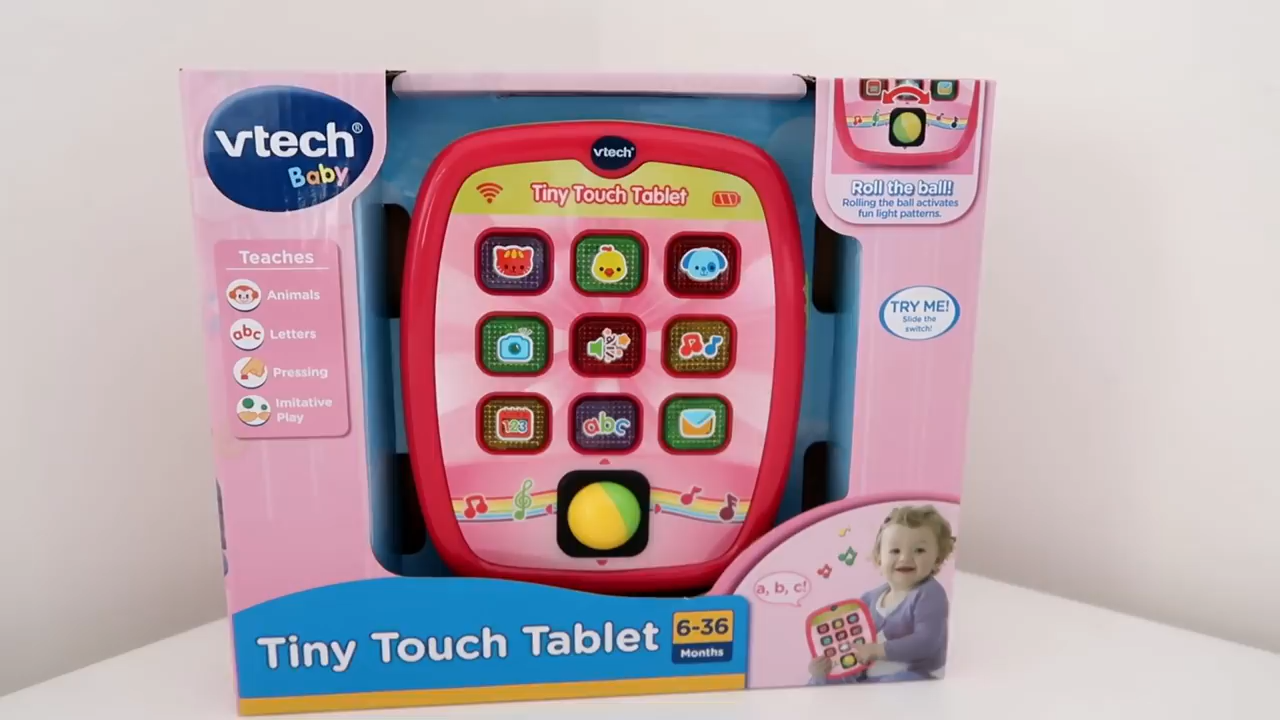 vtech®
Baby
Teaches
Animals
abc Letters
Pressing
Imitative
Play
vtech®
Tiny Touch Tablet
123
abc
Roll the ball!
Rolling the ball activates
fun light patterns.
TRY ME!
Slide the
switch!
a, b, c!
Tiny Touch Tablet
6-36
Months